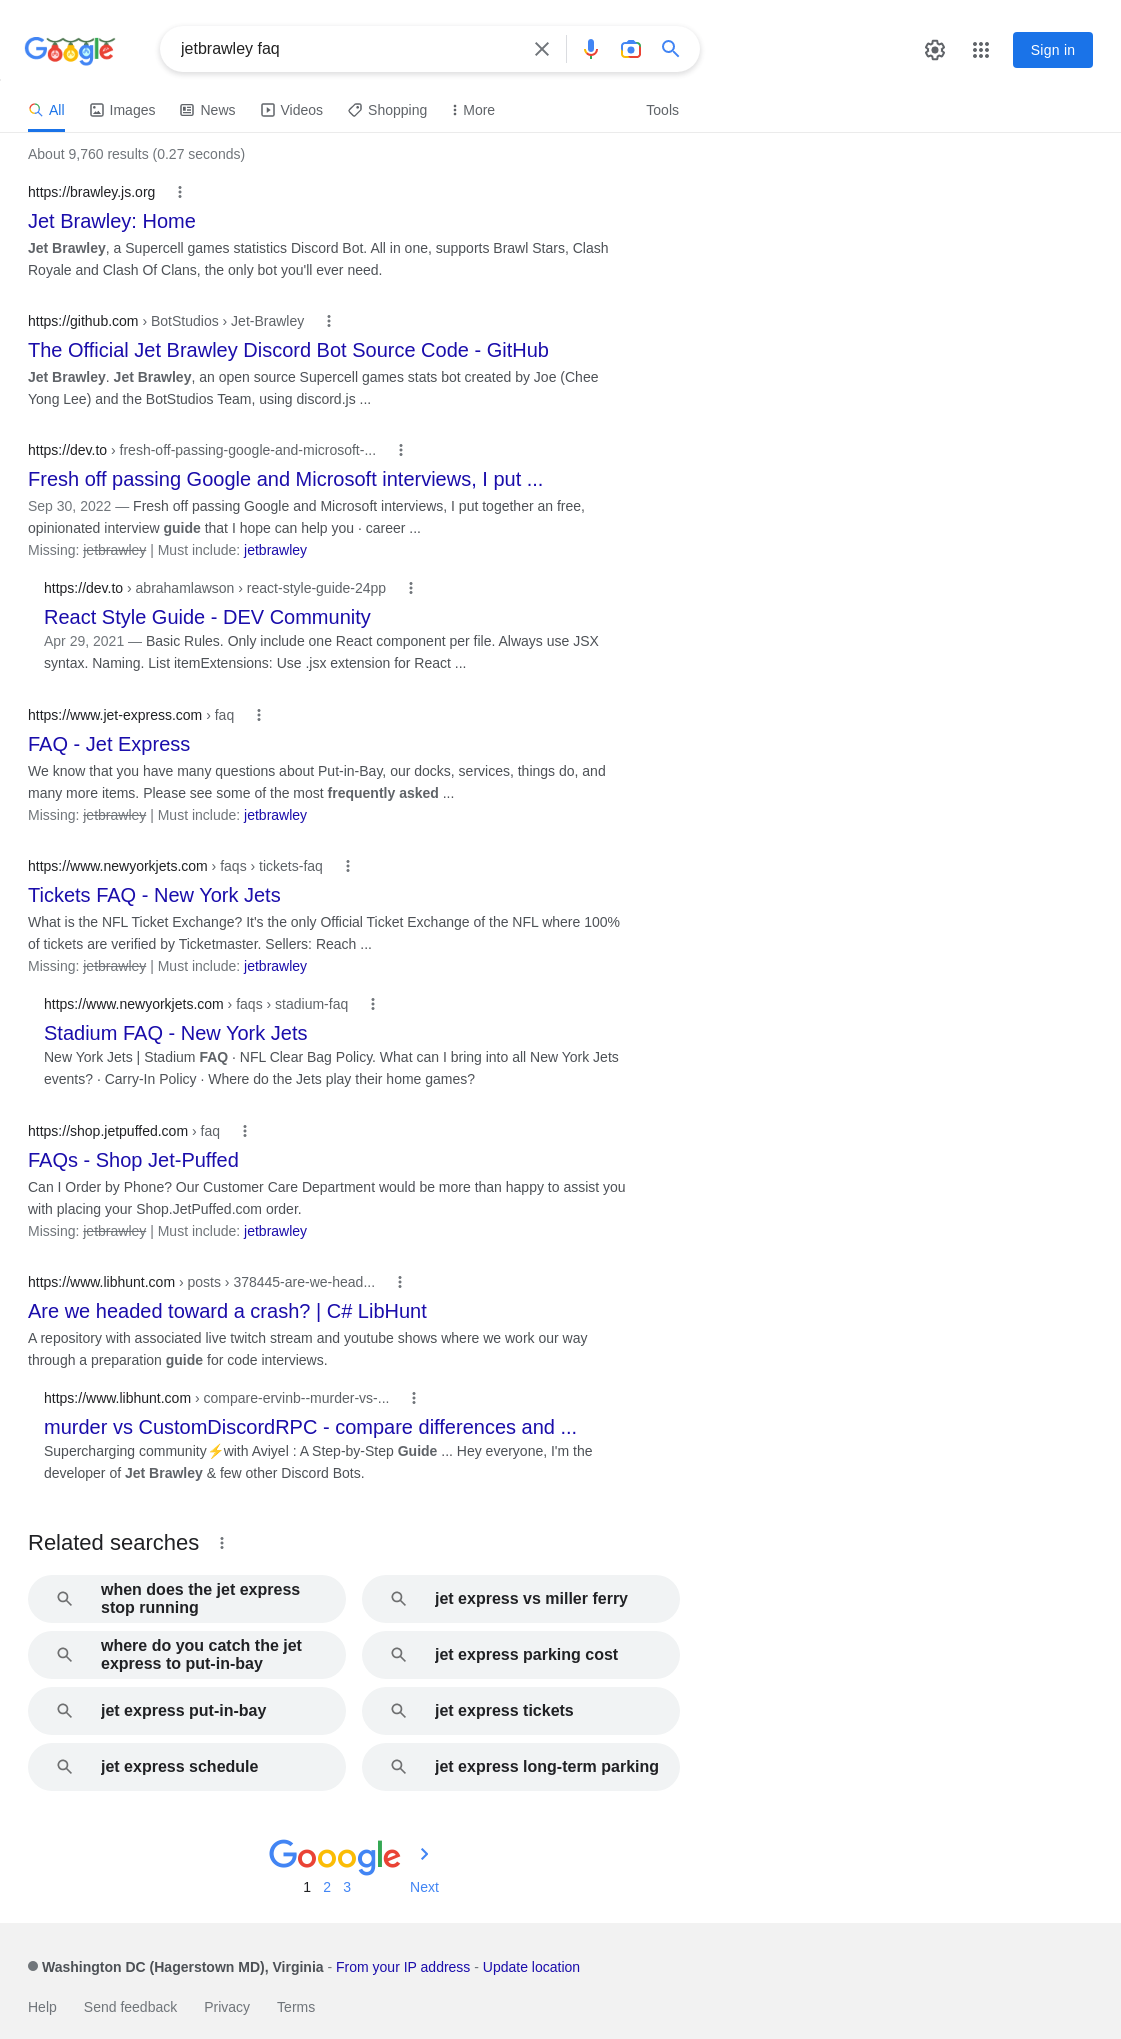 Google
jetbrawley faq
Sign in
All
Images
News
Videos
Shopping
More
Tools
About 9,760 results (0.27 seconds)
https://brawley.js.org
Jet Brawley: Home
Jet Brawley, a Supercell games statistics Discord Bot. All in one, supports Brawl Stars, Clash
Royale and Clash Of Clans, the only bot you'll ever need.
https://github.com › BotStudios › Jet-Brawley
The Official Jet Brawley Discord Bot Source Code - GitHub
Jet Brawley. Jet Brawley, an open source Supercell games stats bot created by Joe (Chee
Yong Lee) and the BotStudios Team, using discord.js ...
https://dev.to › fresh-off-passing-google-and-microsoft-...
Fresh off passing Google and Microsoft interviews, I put ...
Sep 30, 2022 — Fresh off passing Google and Microsoft interviews, I put together an free,
opinionated interview guide that I hope can help you · career ...
Missing: jetbrawley | Must include: jetbrawley
https://dev.to › abrahamlawson › react-style-guide-24pp
React Style Guide - DEV Community
Apr 29, 2021 — Basic Rules. Only include one React component per file. Always use JSX
syntax. Naming. List itemExtensions: Use .jsx extension for React ...
https://www.jet-express.com › faq
FAQ - Jet Express
We know that you have many questions about Put-in-Bay, our docks, services, things do, and
many more items. Please see some of the most frequently asked ...
Missing: jetbrawley | Must include: jetbrawley
https://www.newyorkjets.com › faqs › tickets-faq
Tickets FAQ - New York Jets
What is the NFL Ticket Exchange? It's the only Official Ticket Exchange of the NFL where 100%
of tickets are verified by Ticketmaster. Sellers: Reach ...
Missing: jetbrawley | Must include: jetbrawley
https://www.newyorkjets.com › faqs › stadium-faq
Stadium FAQ - New York Jets
New York Jets | Stadium FAQ · NFL Clear Bag Policy. What can I bring into all New York Jets
events? · Carry-In Policy · Where do the Jets play their home games?
https://shop.jetpuffed.com › faq
FAQs - Shop Jet-Puffed
Can I Order by Phone? Our Customer Care Department would be more than happy to assist you
with placing your Shop.JetPuffed.com order.
Missing: jetbrawley | Must include: jetbrawley
https://www.libhunt.com › posts › 378445-are-we-head...
Are we headed toward a crash? | C# LibHunt
A repository with associated live twitch stream and youtube shows where we work our way
through a preparation guide for code interviews.
https://www.libhunt.com › compare-ervinb--murder-vs-...
murder vs CustomDiscordRPC - compare differences and ...
Supercharging community⚡with Aviyel : A Step-by-Step Guide ... Hey everyone, I'm the
developer of Jet Brawley & few other Discord Bots.
Related searches
when does the jet express
stop running
jet express vs miller ferry
where do you catch the jet
express to put-in-bay
jet express parking cost
jet express put-in-bay
jet express tickets
jet express schedule
jet express long-term parking
Gooogle
1 2 3 Next
Washington DC (Hagerstown MD), Virginia - From your IP address - Update location
Help Send feedback Privacy Terms